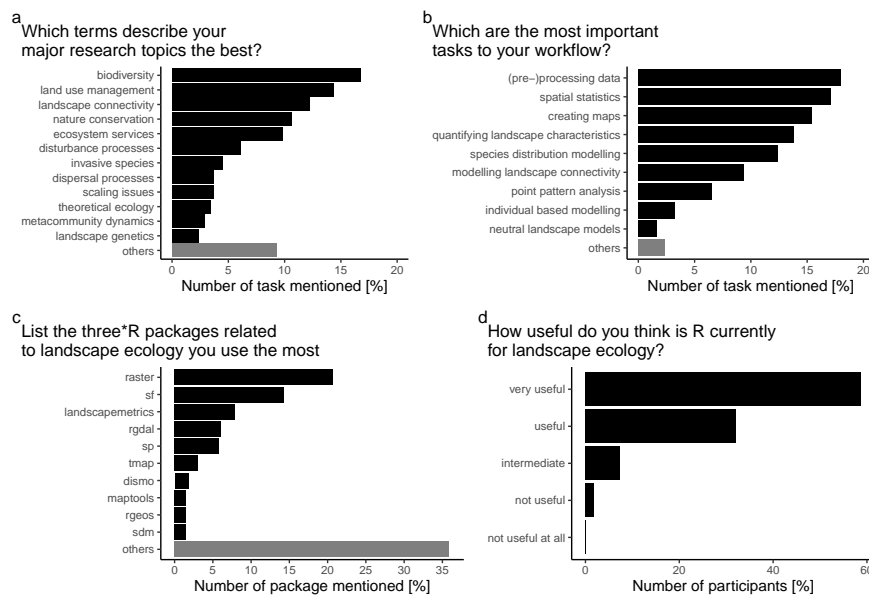 a
Which terms describe your
major research topics the best?
biodiversity
land use management
landscape connectivity
nature conservation
ecosystem services
disturbance processes
invasive species
dispersal processes
scaling issues
theoretical ecology
metacommunity dynamics
landscape genetics
others
0 5 10 15 20
Number of task mentioned [%]
b
Which are the most important
tasks to your workflow?
(pre−)processing data
spatial statistics
creating maps
quantifying landscape characteristics
species distribution modelling
modelling landscape connectivity
point pattern analysis
individual based modelling
neutral landscape models
others
0 5 10 15 20
Number of task mentioned [%]
c
List the three*R packages related
to landscape ecology you use the most
raster
sf
landscapemetrics
rgdal
sp
tmap
dismo
maptools
rgeos
sdm
others
0 5 10 15 20 25 30 35
Number of package mentioned [%]
d
How useful do you think is R currently
for landscape ecology?
very useful
useful
intermediate
not useful
not useful at all
0 20 40 60
Number of participants [%]